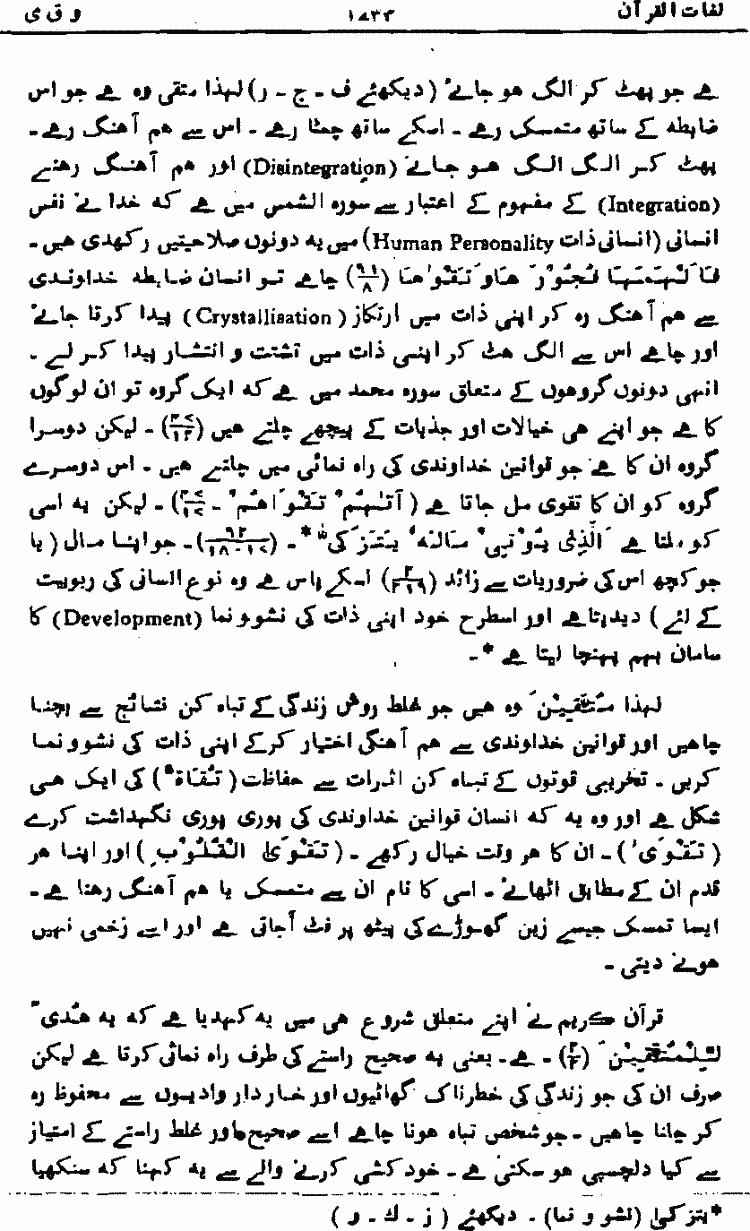 لغات القرآن ۱۷۳۴ و ق ی
ہے جو پھٹ کر الگ ہو جائے (دیکھئے ف - ج - ر) لہذا متقی وہ ہے جو اس
ضابطہ کے ساتھ متمسک رہے - اسکے ساتھ چمٹا رہے - اس سے ہم آہنگ رہے -
پھٹ کر الگ الگ ہو جانے (Disintegration) اور ہم آہنگ رہنے
(Integration) کے مفہوم کے اعتبار سے سورہ الشمس میں ہے کہ خدا نے نفس
انسانی (انسانی ذات Human Personality) میں یہ دونوں صلاحیتیں رکھدی ہیں -
فَاَلْہَمَہَا فُجُوْرَ ھَاوَ تَقْوٰھَا (۹۱/۸) چاہے تو انسان ضابطہ خداوندی
سے ہم آہنگ رہ کر اپنی ذات میں ارتکاز (Crystallisation) پیدا کرتا جائے
اور چاہے اس سے الگ ہٹ کر اپنی ذات میں تشتت و انتشار پیدا کر لے -
انہی دونوں گروہوں کے متعلق سورہ محمد میں ہے کہ ایک گروہ تو ان لوگوں
کا ہے جو اپنے ہی خیالات اور جذبات کے پیچھے چلتے ہیں (۴۷/۱۶) - لیکن دوسرا
گروہ ان کا ہے جو قوانین خداوندی کی راہ نمائی میں چلتے ہیں - اس دوسرے
گروہ کو ان کا تقوی مل جاتا ہے (آتٰہُمْ تَقْوَاھُمْ - ۴۷/۱۷) - لیکن یہ اسی
کو ملتا ہے اَلَّذِیْ یُؤْتِیْ مَالَہٗ یَتَزَکّٰی* - (۹۲/۱۷-۱۸) - جو اپنا مال (یا
جو کچھ اس کی ضروریات سے زائد (۲/۲۱۹) اسکے پاس ہے وہ نوع انسانی کی ربوبیت
کے لئے) دیدیتا ہے اور اسطرح خود اپنی ذات کی نشو و نما (Development) کا
سامان بہم پہنچا لیتا ہے* -
لہذا مُتَّقِیْنَ وہ ہیں جو غلط روش زندگی کے تباہ کن نتائج سے بچنا
چاہیں اور قوانین خداوندی سے ہم آہنگی اختیار کرکے اپنی ذات کی نشو و نما
کریں - تخریبی قوتوں کے تباہ کن اثرات سے حفاظت (تُقَاۃً) کی ایک ہی
شکل ہے اور وہ یہ کہ انسان قوانین خداوندی کی پوری پوری نگہداشت کرے
(تَقْوٰی) - ان کا ہر وقت خیال رکھے - (تَقْوَی الْقُلُوْبِ) اور اپنا ہر
قدم ان کے مطابق اٹھائے - اسی کا نام ان سے متمسک یا ہم آہنگ رہنا ہے -
ایسا تمسک جیسے زین گھوڑے کی پیٹھ پر فٹ آجاتی ہے اور اسے زخمی نہیں
ہونے دیتی -
قرآن کریم نے اپنے متعلق شروع ہی میں یہ کہدیا ہے کہ یہ ھُدًی
لِّلْمُتَّقِیْنَ (۲/۲) - ہے - یعنی یہ صحیح راستے کی طرف راہ نمائی کرتا ہے لیکن
صرف ان کی جو زندگی کی خطرناک گھاٹیوں اور خاردار وادیوں سے محفوظ رہ
کر چلنا چاہیں - جو شخص تباہ ہونا چاہے اسے صحیح اور غلط راستے کے امتیاز
سے کیا دلچسپی ہو سکتی ہے - خود کشی کرنے والے سے یہ کہنا کہ سنکھیا
*یتزکیٰ (نشو و نما) - دیکھئے (ز - ک - و)